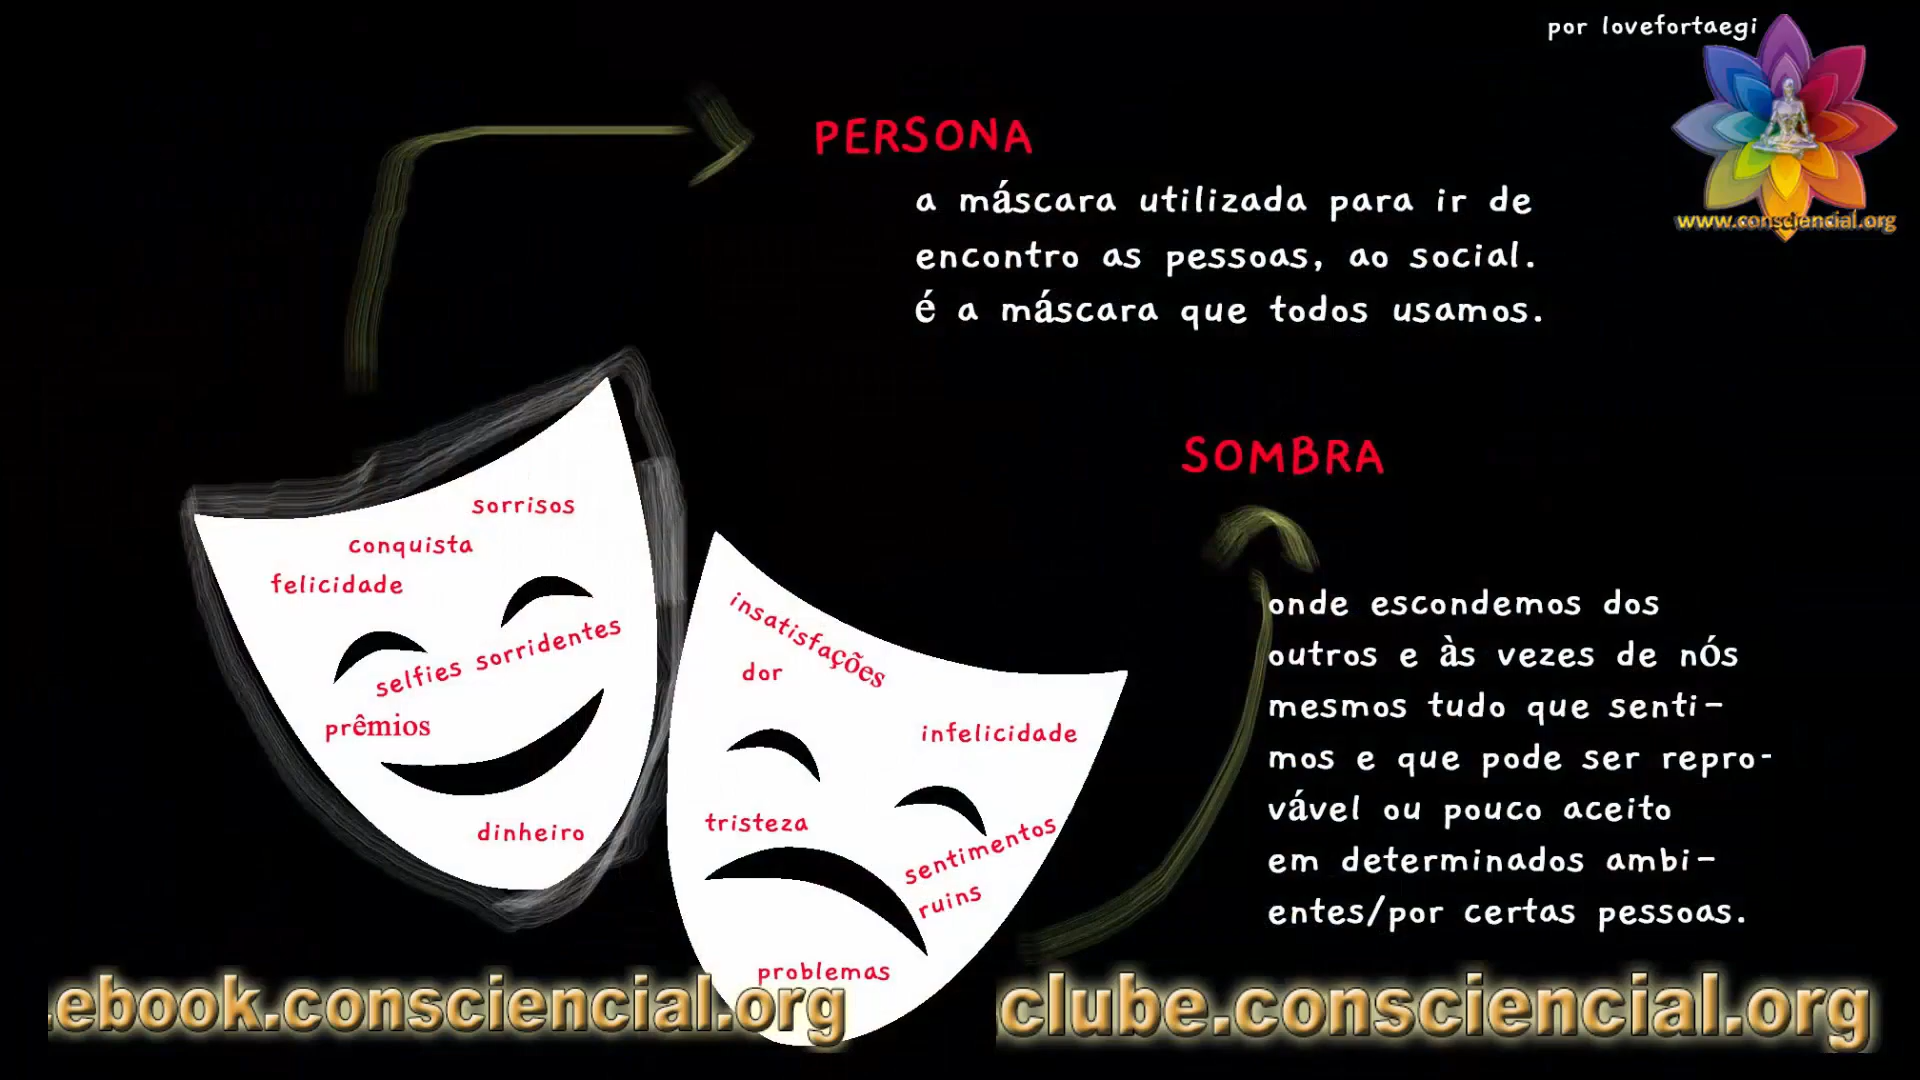 por lovefortaegi
www.consciencial.org
PERSONA
a máscara utilizada para ir de
encontro as pessoas, ao social.
é a máscara que todos usamos.
SOMBRA
onde escondemos dos
outros e às vezes de nós
mesmos tudo que senti-
mos e que pode ser repro-
vável ou pouco aceito
em determinados ambi-
entes/por certas pessoas.
sorrisos
conquista
felicidade
selfies sorridentes
prêmios
dinheiro
insatisfações
dor
infelicidade
tristeza
sentimentos
ruins
problemas
.ebook.consciencial.org
clube.consciencial.org